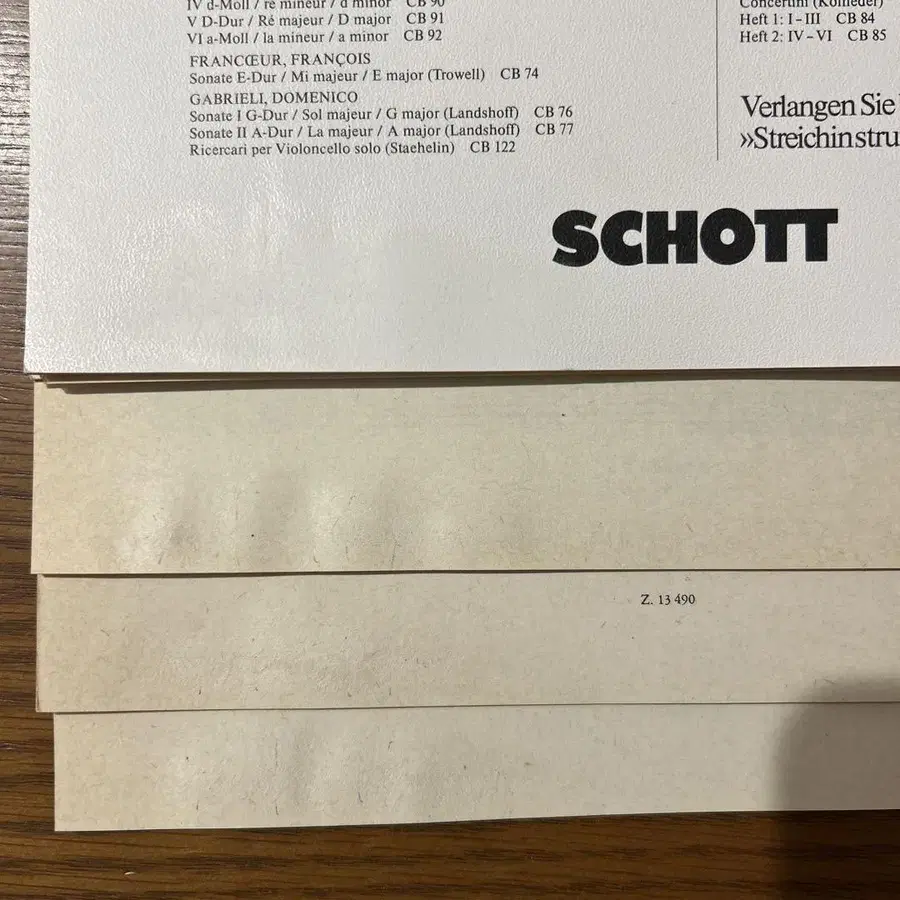 IV d-Moll / ré mineur / d minor CB 90
V D-Dur / Ré majeur / D major CB 91
VI a-Moll / la mineur / a minor CB 92
FRANCŒUR, FRANÇOIS
Sonate E-Dur / Mi majeur / E major (Trowell) CB 74
GABRIELI, DOMENICO
Sonate I G-Dur / Sol majeur / G major (Landshoff) CB 76
Sonate II A-Dur / La majeur / A major (Landshoff) CB 77
Ricercari per Violoncello solo (Staehelin) CB 122
Concertini (Kolneder)
Heft 1: I – III CB 84
Heft 2: IV – VI CB 85
Verlangen Sie
»Streichinstru
SCHOTT
Z. 13 490